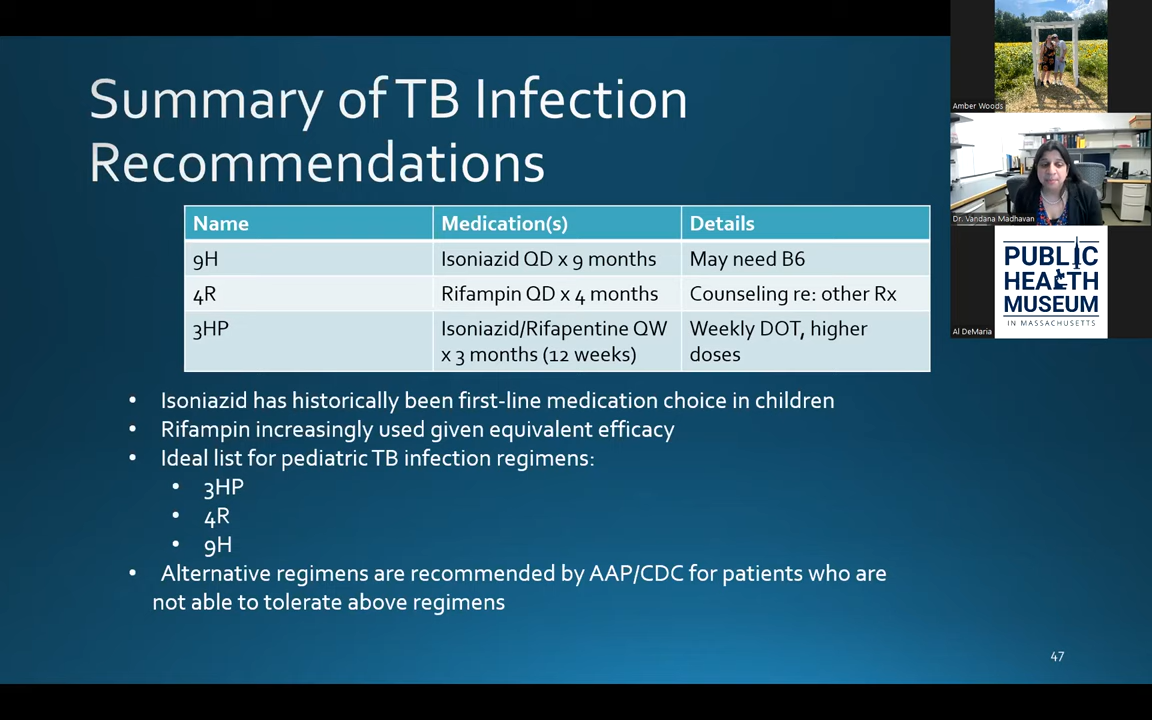 Summary of TB Infection
Recommendations
Name Medication(s) Details
9H Isoniazid QD x 9 months May need B6
4R Rifampin QD x 4 months Counseling re: other Rx
3HP Isoniazid/Rifapentine QW Weekly DOT, higher
x 3 months (12 weeks) doses
• Isoniazid has historically been first-line medication choice in children
• Rifampin increasingly used given equivalent efficacy
• Ideal list for pediatric TB infection regimens:
• 3HP
• 4R
• 9H
• Alternative regimens are recommended by AAP/CDC for patients who are
not able to tolerate above regimens
47
Amber Woods
Dr. Vandana Madhavan
PUBLIC
HEALTH
MUSEUM
IN MASSACHUSETTS
Al DeMaria